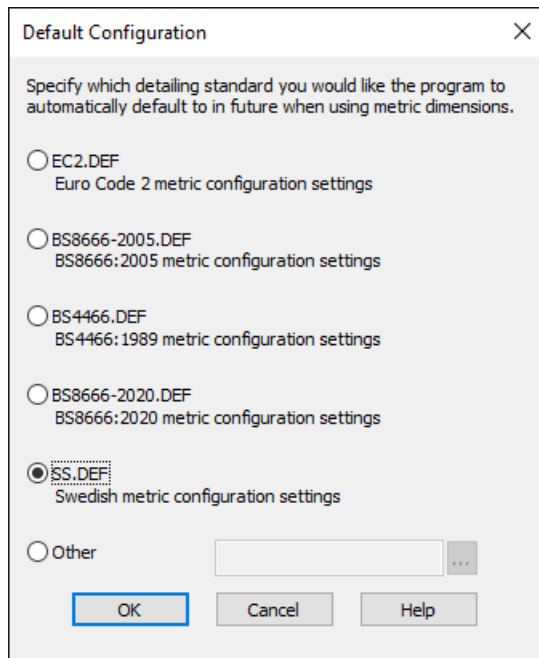 Default Configuration
Specify which detailing standard you would like the program to
automatically default to in future when using metric dimensions.
EC2.DEF
Euro Code 2 metric configuration settings
BS8666-2005.DEF
BS8666:2005 metric configuration settings
BS4466.DEF
BS4466:1989 metric configuration settings
BS8666-2020.DEF
BS8666:2020 metric configuration settings
SS.DEF
Swedish metric configuration settings
Other ...
OK Cancel Help